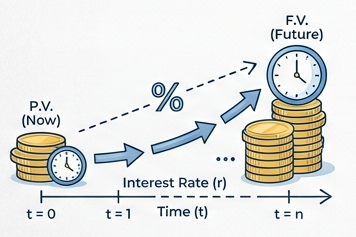 F.V.
(Future)
%
P.V.
(Now)
...
Interest Rate (r)
t = 0
t = 1
Time (t)
t = n